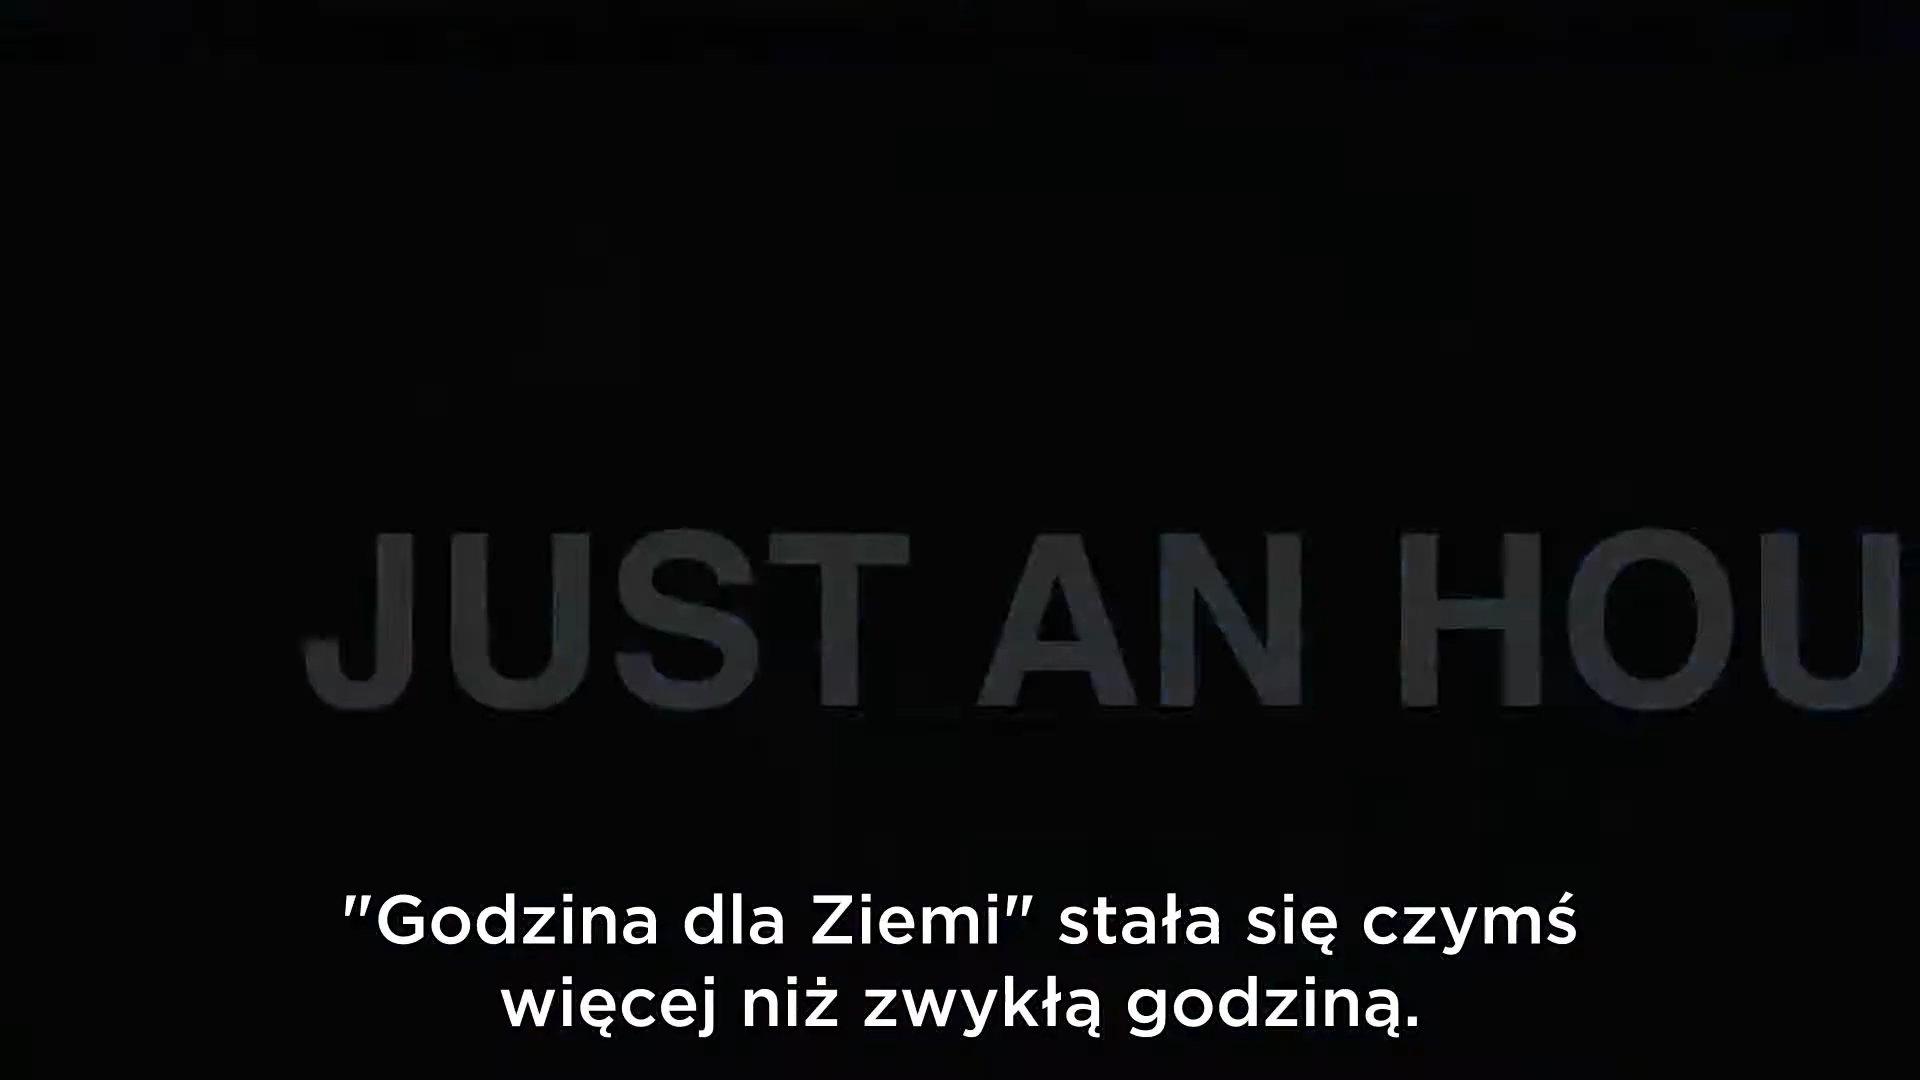 JUST AN HOU
"Godzina dla Ziemi" stała się czymś
więcej niż zwykłą godziną.